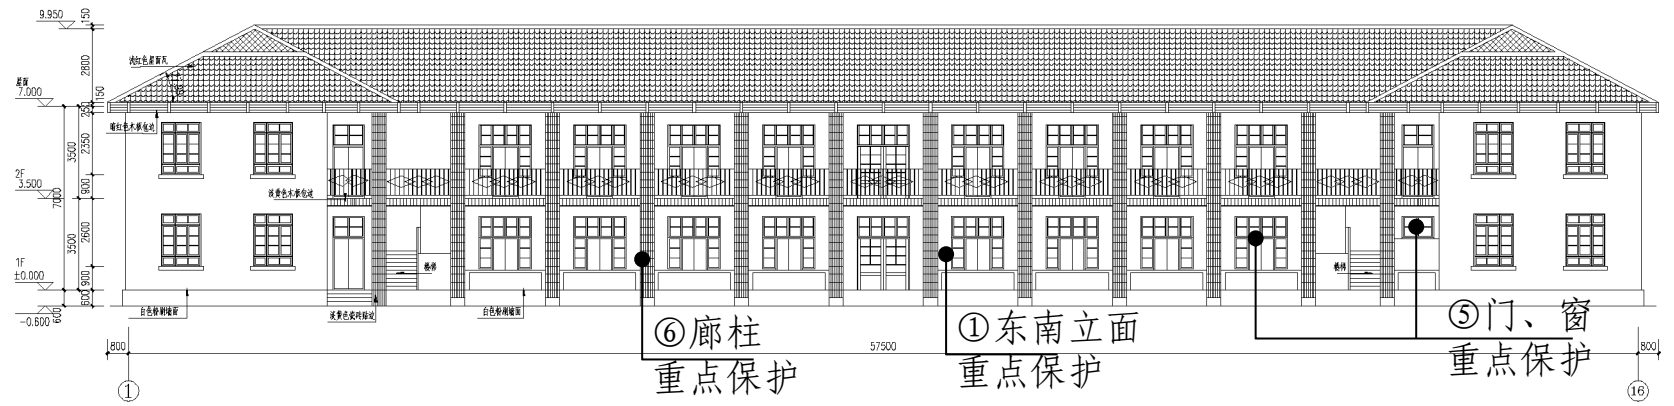 9.950
150
2800
浅红色屋面瓦
屋面
7.000
150
250
暗红色木板包边
23550
3500
2F
3.500
900
7000
淡黄色木板包边
2600
3500
1F
±0.000
900
600
-0.600
600
楼梯
楼梯
白色粉刷墙面
淡黄色瓷砖踏边
白色粉刷墙面
⑥廊柱
重点保护
①东南立面
重点保护
⑤门、窗
重点保护
800
57500
800
1
16